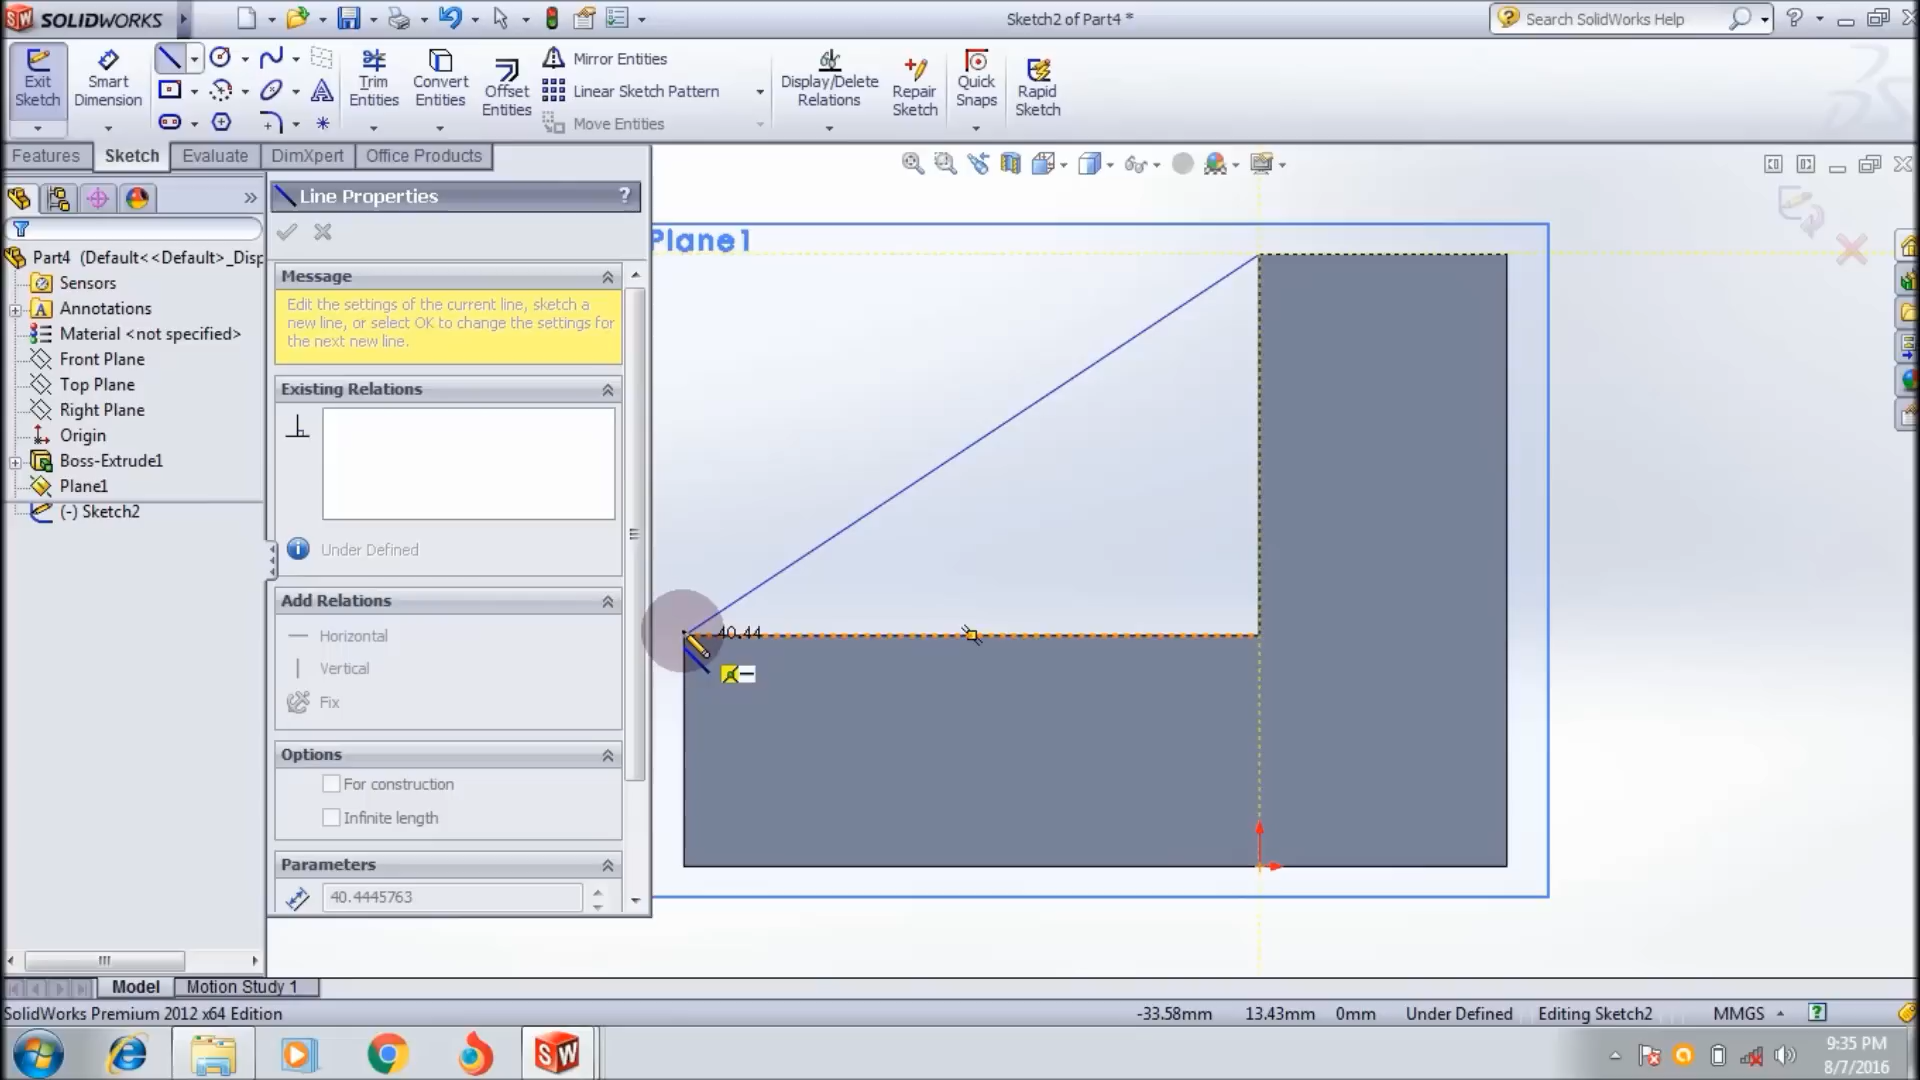 SOLIDWORKS
Sketch2 of Part4 *
Search SolidWorks Help
Exit Sketch
Smart Dimension
Trim Entities
Convert Entities
Offset Entities
Mirror Entities
Linear Sketch Pattern
Move Entities
Display/Delete Relations
Repair Sketch
Quick Snaps
Rapid Sketch
Features
Sketch
Evaluate
DimXpert
Office Products
Line Properties
?
Part4 (Default<<Default>_Disp
Sensors
Annotations
Material <not specified>
Front Plane
Top Plane
Right Plane
Origin
Boss-Extrude1
Plane1
(-) Sketch2
Message
Edit the settings of the current line, sketch a
new line, or select OK to change the settings for
the next new line.
Existing Relations
Under Defined
Add Relations
Horizontal
Vertical
Fix
Options
For construction
Infinite length
Parameters
40.4445763
Plane1
40.44
Model
Motion Study 1
SolidWorks Premium 2012 x64 Edition
-33.58mm
13.43mm
0mm
Under Defined
Editing Sketch2
MMGS
?
9:35 PM
8/7/2016